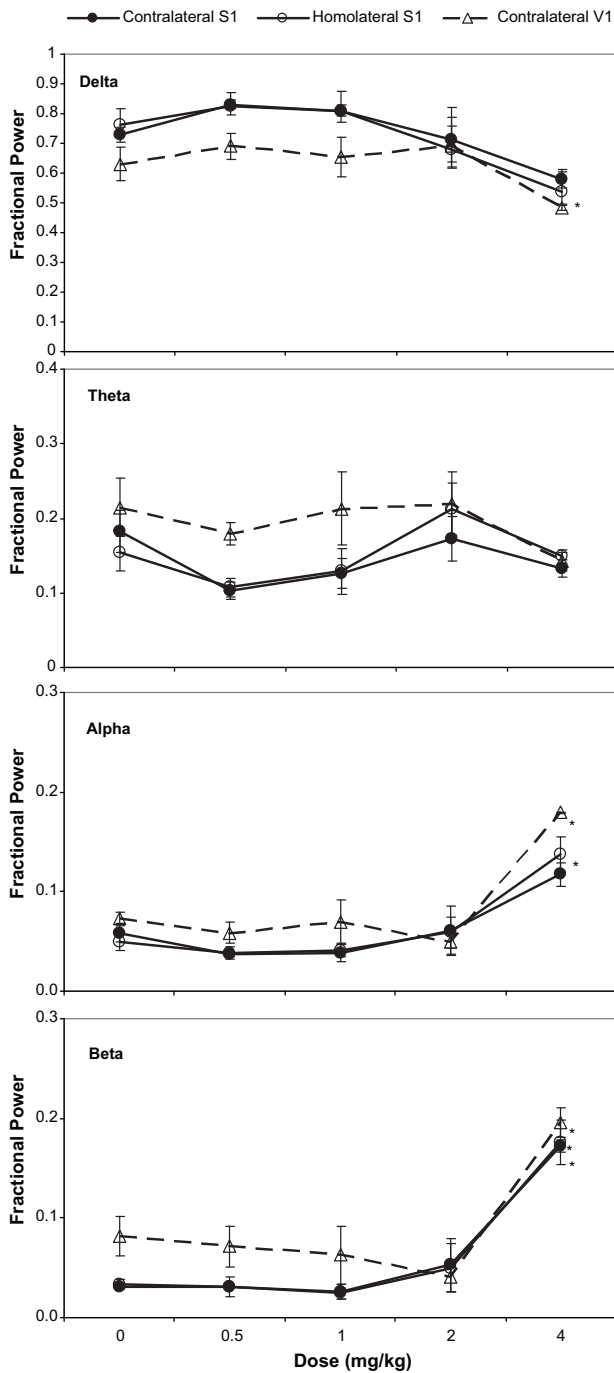 Contralateral S1 Homolateral S1 Contralateral V1
1
Delta
0.9
0.8
0.7
0.6
0.5
0.4
0.3
0.2
0.1
0
Fractional Power
*
0.4
Theta
0.3
0.2
0.1
0
Fractional Power
0.3
Alpha
0.2
0.1
0.0
Fractional Power
*
*
0.3
Beta
0.2
0.1
0.0
Fractional Power
*
*
*
0 0.5 1 2 4
Dose (mg/kg)